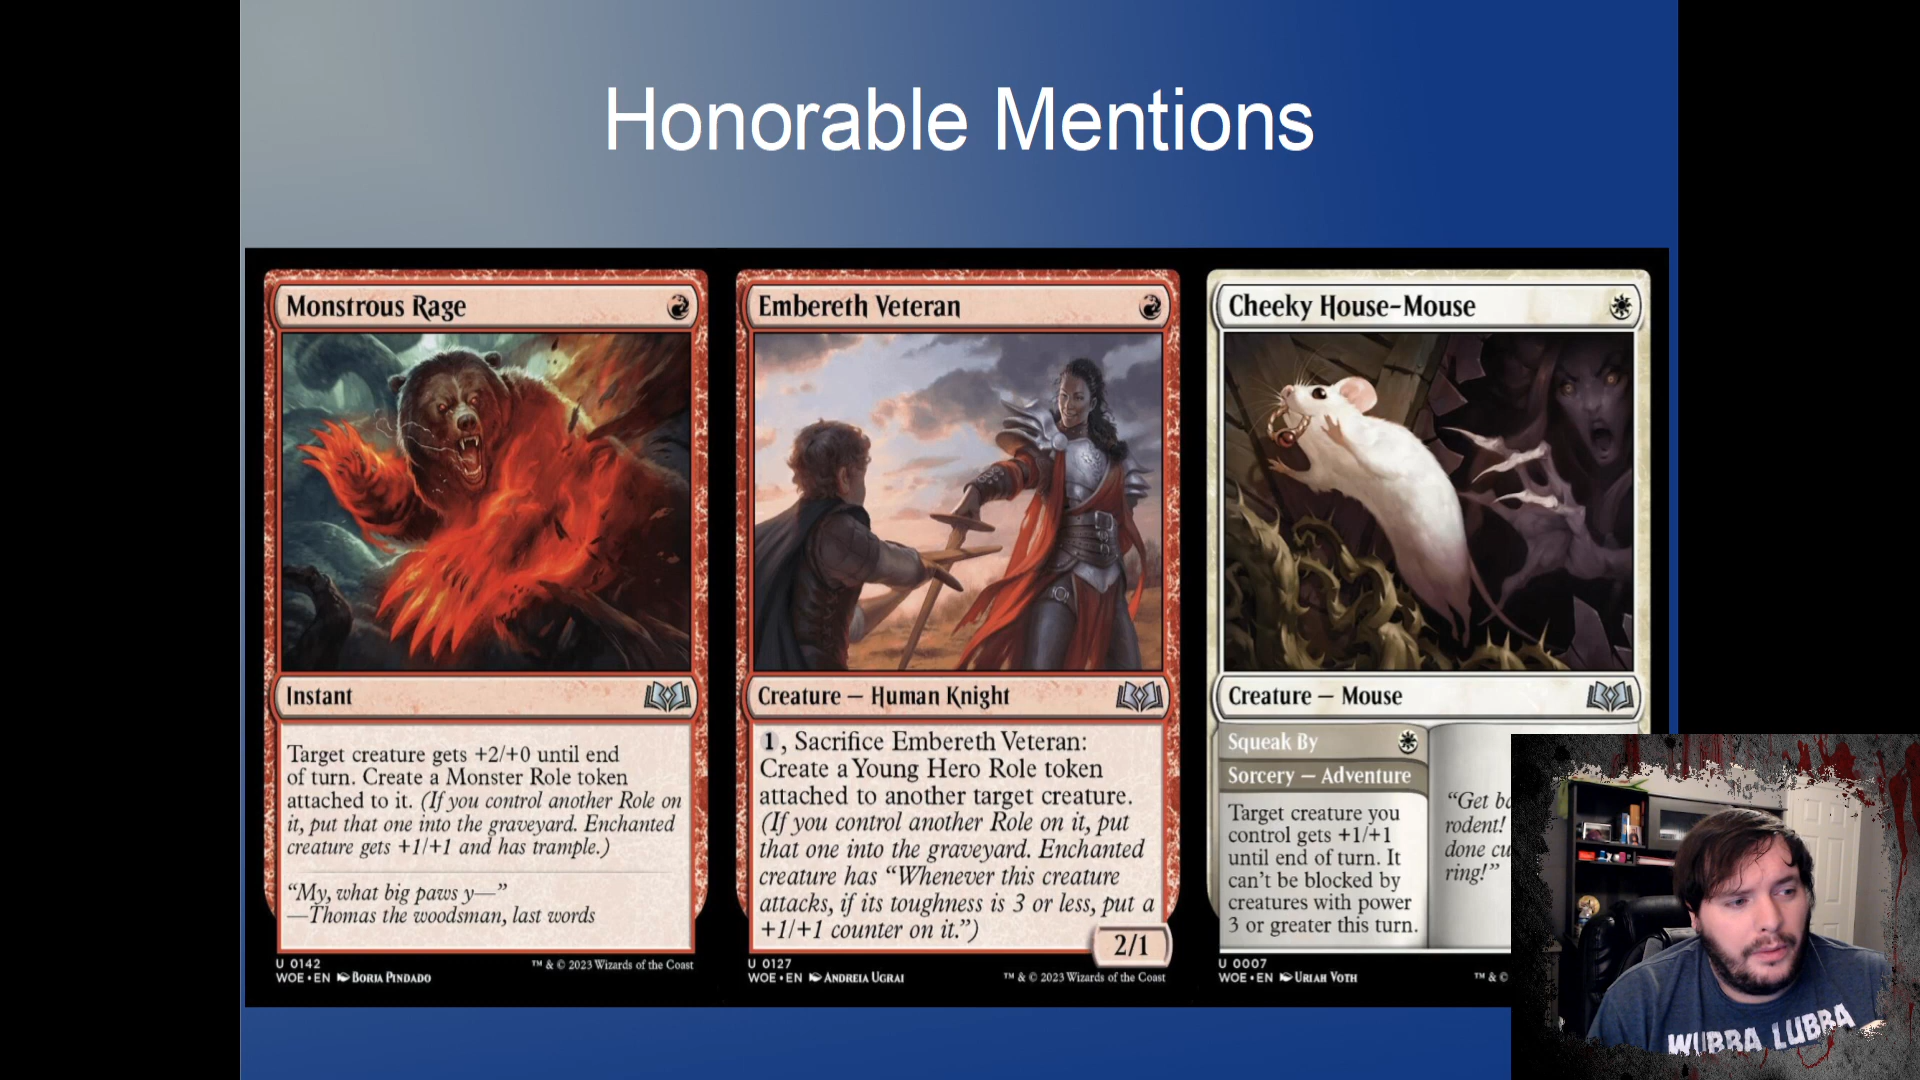 Honorable Mentions
Monstrous Rage
Instant
Target creature gets +2/+0 until end
of turn. Create a Monster Role token
attached to it. (If you control another Role on
it, put that one into the graveyard. Enchanted
creature gets +1/+1 and has trample.)
“My, what big paws y—”
—Thomas the woodsman, last words
U 0142
WOE • EN BORJA PINDADO
™ & © 2023 Wizards of the Coast
Embereth Veteran
Creature — Human Knight
1, Sacrifice Embereth Veteran:
Create a Young Hero Role token
attached to another target creature.
(If you control another Role on it, put
that one into the graveyard. Enchanted
creature has “Whenever this creature
attacks, if its toughness is 3 or less, put a
+1/+1 counter on it.”)
2/1
U 0127
WOE • EN ANDREIA UGRAI
™ & © 2023 Wizards of the Coast
Cheeky House-Mouse
Creature — Mouse
Squeak By
Sorcery — Adventure
Target creature you
control gets +1/+1
until end of turn. It
can’t be blocked by
creatures with power
3 or greater this turn.
“Get
rodent!
done
ring!”
U 0007
WOE • EN URIAH VOTH
™ & ©
WUBBA LUBBA